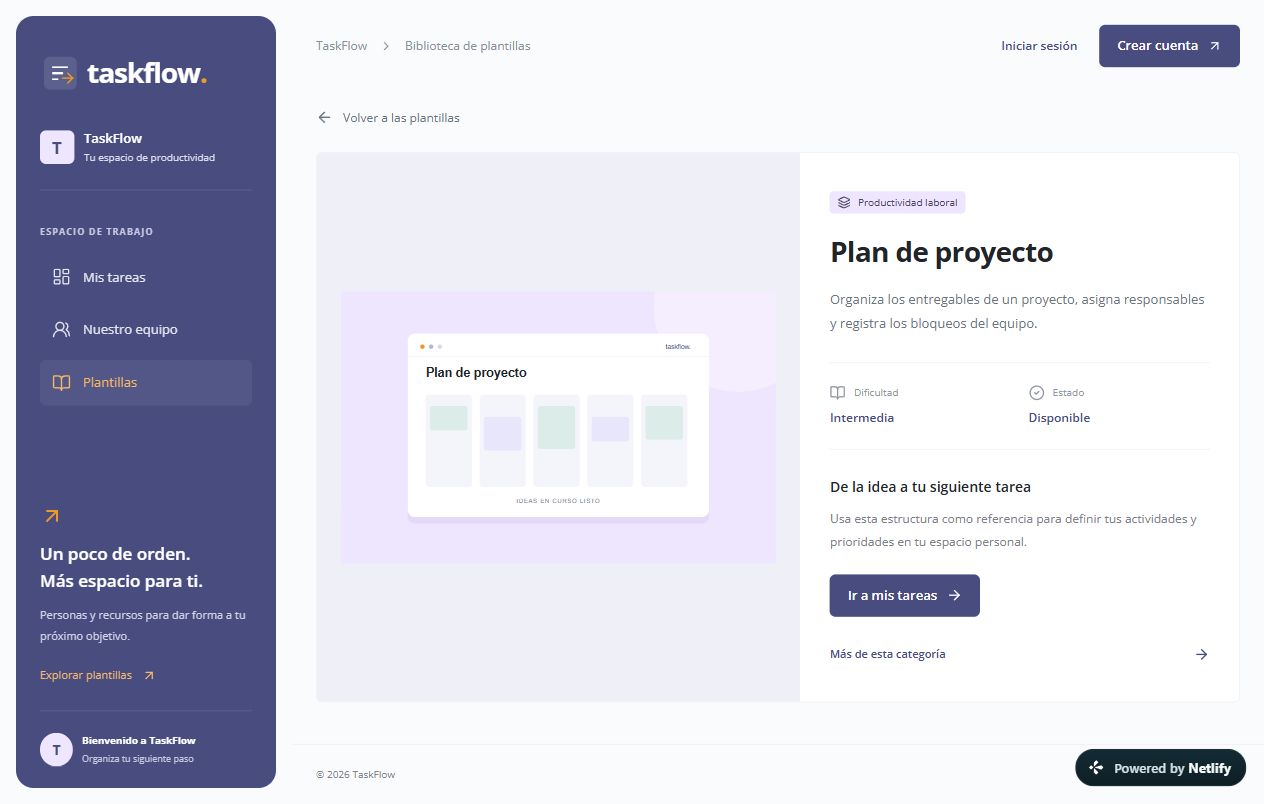 taskflow.
T
TaskFlow
Tu espacio de productividad
ESPACIO DE TRABAJO
Mis tareas
Nuestro equipo
Plantillas
Un poco de orden.
Más espacio para ti.
Personas y recursos para dar forma a tu
próximo objetivo.
Explorar plantillas
T
Bienvenido a TaskFlow
Organiza tu siguiente paso
TaskFlow
Biblioteca de plantillas
Iniciar sesión
Crear cuenta
Volver a las plantillas
taskflow.
Plan de proyecto
IDEAS EN CURSO LISTO
Productividad laboral
Plan de proyecto
Organiza los entregables de un proyecto, asigna responsables
y registra los bloqueos del equipo.
Dificultad
Intermedia
Estado
Disponible
De la idea a tu siguiente tarea
Usa esta estructura como referencia para definir tus actividades y
prioridades en tu espacio personal.
Ir a mis tareas
Más de esta categoría
© 2026 TaskFlow
Powered by Netlify